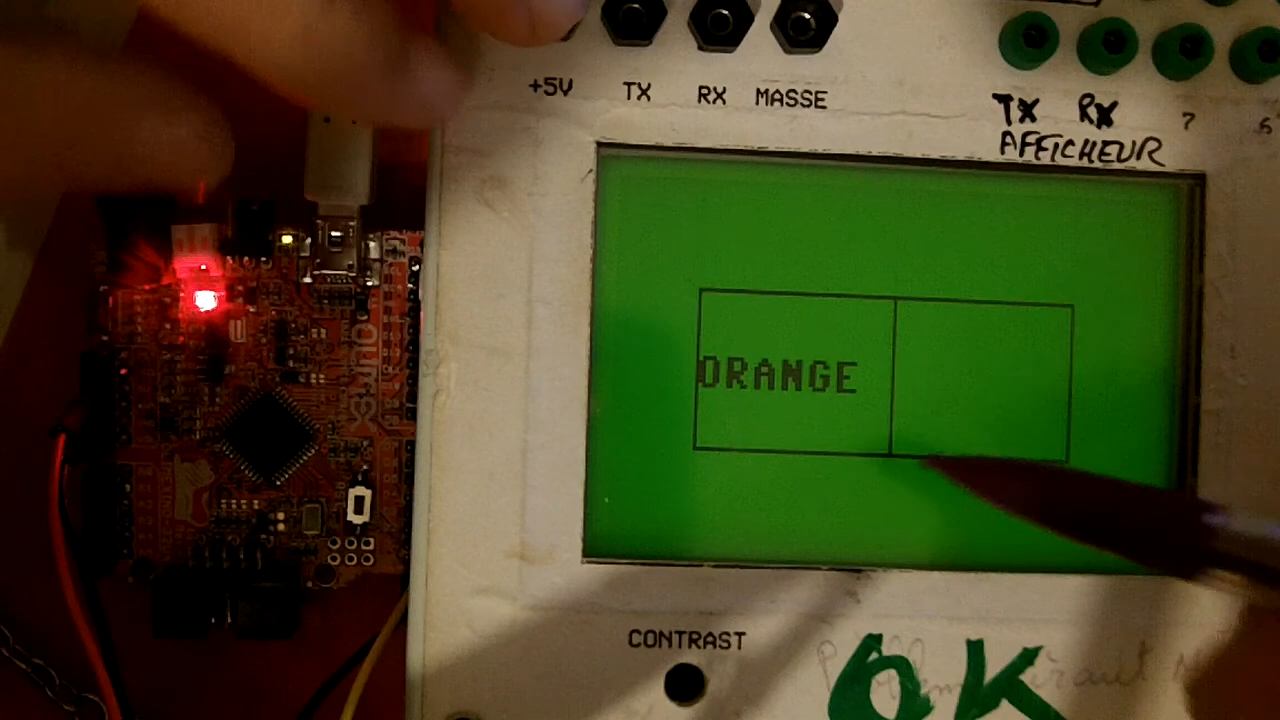 +5V TX RX MASSE
TX RX 7 6
AFFICHEUR
ORANGE
CONTRAST
OK